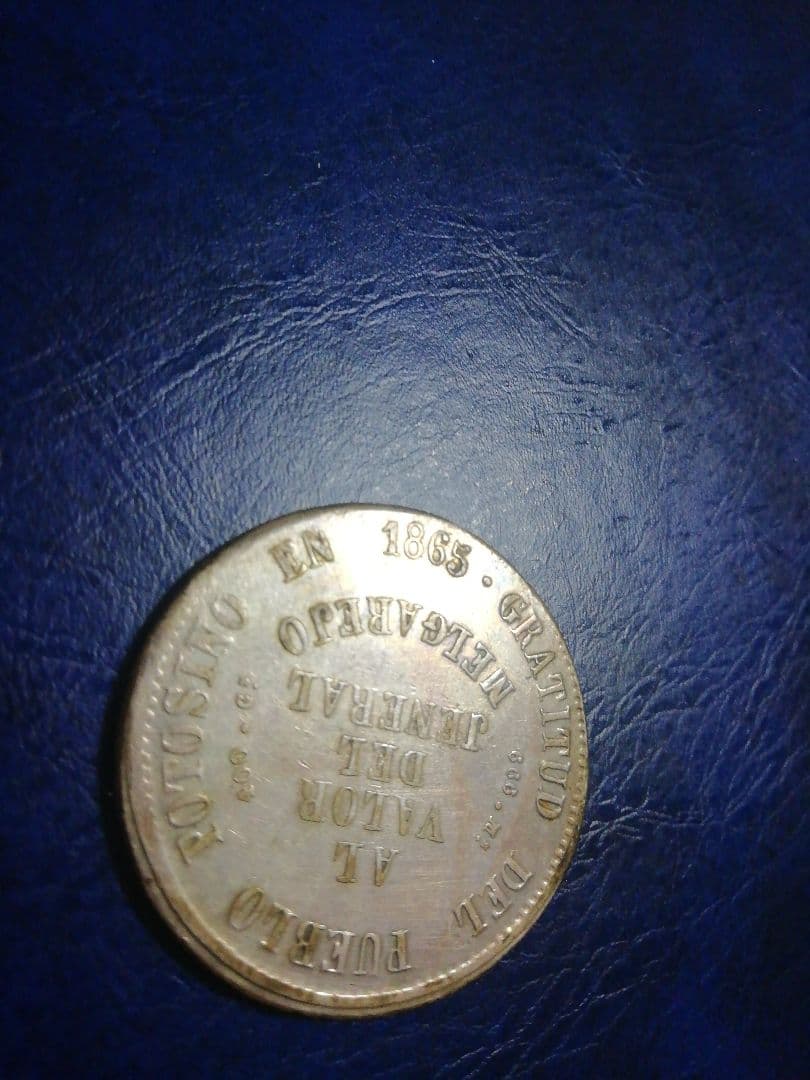 GRATITUD DEL PUEBLO POTOSINO EN 1865.
AL
VALOR
DEL
JENERAL
MELGAREJO